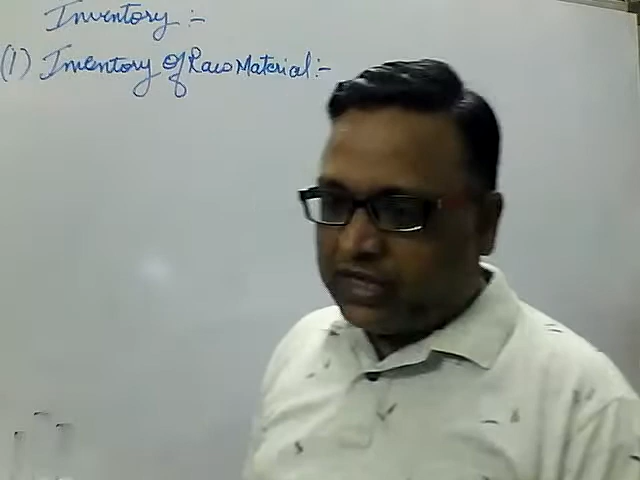 Inventory :-
(1) Inventory Of Raw Material :-